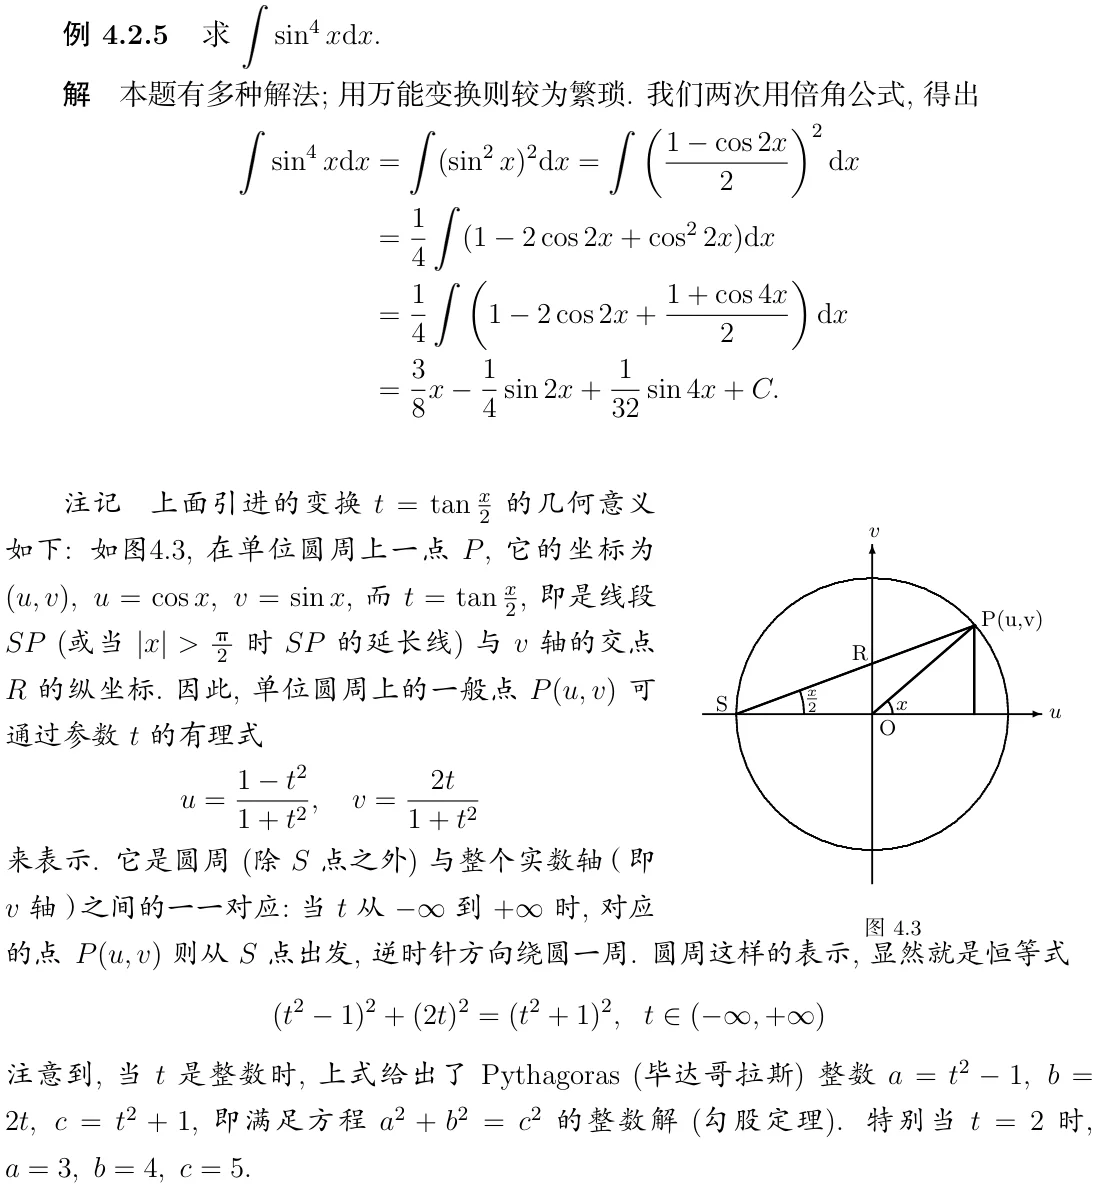 例 4.2.5 求 ∫ sin⁴ xdx.
解 本题有多种解法; 用万能变换则较为繁琐. 我们两次用倍角公式, 得出
∫ sin⁴ xdx = ∫ (sin² x)²dx = ∫ ((1 − cos 2x)/2)² dx
= 1/4 ∫ (1 − 2 cos 2x + cos² 2x)dx
= 1/4 ∫ (1 − 2 cos 2x + (1 + cos 4x)/2) dx
= 3/8 x − 1/4 sin 2x + 1/32 sin 4x + C.
注记 上面引进的变换 t = tan x/2 的几何意义
如下: 如图4.3, 在单位圆周上一点 P, 它的坐标为
(u, v), u = cos x, v = sin x, 而 t = tan x/2, 即是线段
SP (或当 |x| > π/2 时 SP 的延长线) 与 v 轴的交点
R 的纵坐标. 因此, 单位圆周上的一般点 P(u, v) 可
通过参数 t 的有理式
u = (1 − t²)/(1 + t²), v = 2t/(1 + t²)
来表示. 它是圆周 (除 S 点之外) 与整个实数轴 ( 即
v 轴 ) 之间的一一对应: 当 t 从 −∞ 到 +∞ 时, 对应
v
P(u,v)
R
S
x/2
x
u
O
图 4.3
的点 P(u, v) 则从 S 点出发, 逆时针方向绕圆一周. 圆周这样的表示, 显然就是恒等式
(t² − 1)² + (2t)² = (t² + 1)², t ∈ (−∞, +∞)
注意到, 当 t 是整数时, 上式给出了 Pythagoras (毕达哥拉斯) 整数 a = t² − 1, b =
2t, c = t² + 1, 即满足方程 a² + b² = c² 的整数解 (勾股定理). 特别当 t = 2 时,
a = 3, b = 4, c = 5.